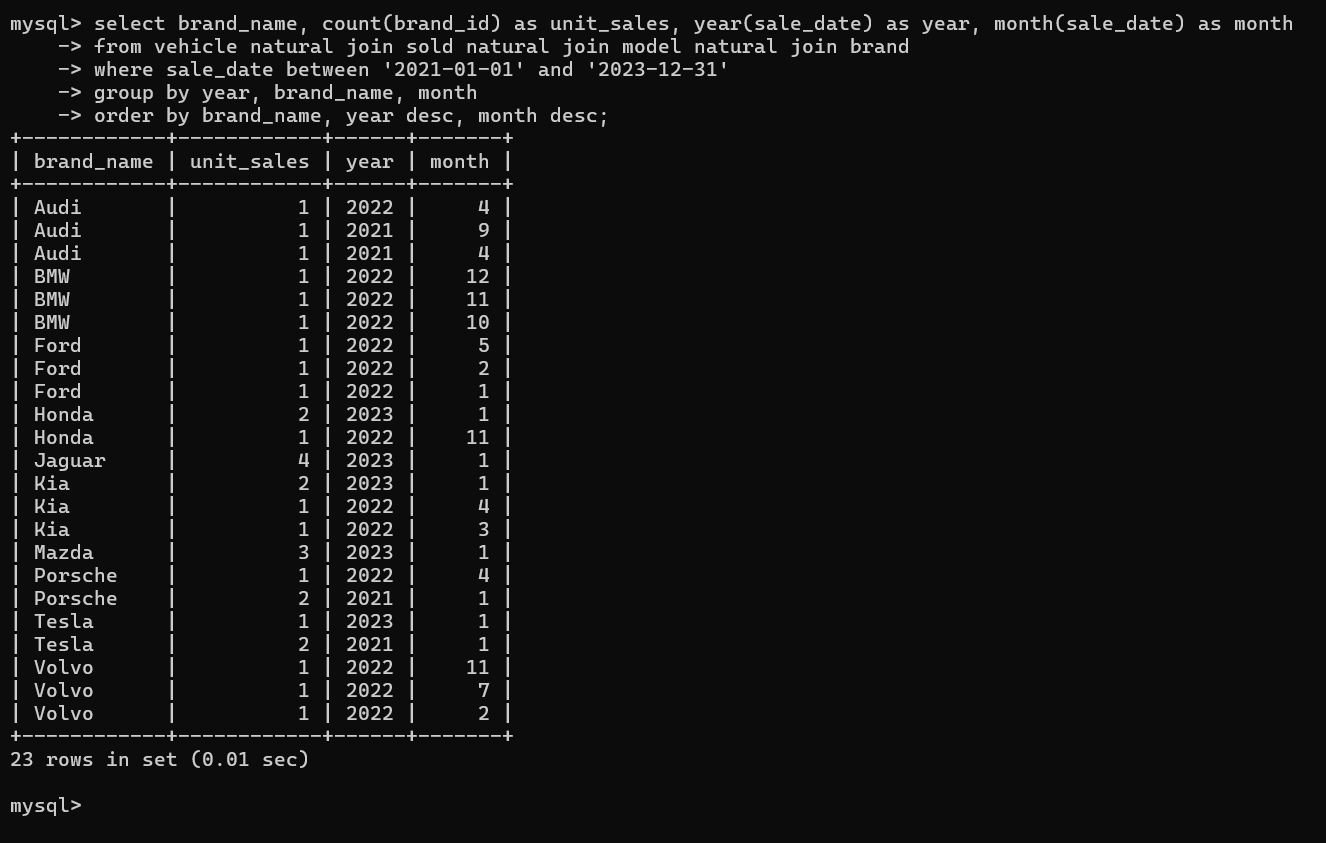 mysql> select brand_name, count(brand_id) as unit_sales, year(sale_date) as year, month(sale_date) as month
    -> from vehicle natural join sold natural join model natural join brand
    -> where sale_date between '2021-01-01' and '2023-12-31'
    -> group by year, brand_name, month
    -> order by brand_name, year desc, month desc;
+------------+------------+------+-------+
| brand_name | unit_sales | year | month |
+------------+------------+------+-------+
| Audi       |          1 | 2022 |     4 |
| Audi       |          1 | 2021 |     9 |
| Audi       |          1 | 2021 |     4 |
| BMW        |          1 | 2022 |    12 |
| BMW        |          1 | 2022 |    11 |
| BMW        |          1 | 2022 |    10 |
| Ford       |          1 | 2022 |     5 |
| Ford       |          1 | 2022 |     2 |
| Ford       |          1 | 2022 |     1 |
| Honda      |          2 | 2023 |     1 |
| Honda      |          1 | 2022 |    11 |
| Jaguar     |          4 | 2023 |     1 |
| Kia        |          2 | 2023 |     1 |
| Kia        |          1 | 2022 |     4 |
| Kia        |          1 | 2022 |     3 |
| Mazda      |          3 | 2023 |     1 |
| Porsche    |          1 | 2022 |     4 |
| Porsche    |          2 | 2021 |     1 |
| Tesla      |          1 | 2023 |     1 |
| Tesla      |          2 | 2021 |     1 |
| Volvo      |          1 | 2022 |    11 |
| Volvo      |          1 | 2022 |     7 |
| Volvo      |          1 | 2022 |     2 |
+------------+------------+------+-------+
23 rows in set (0.01 sec)
mysql>